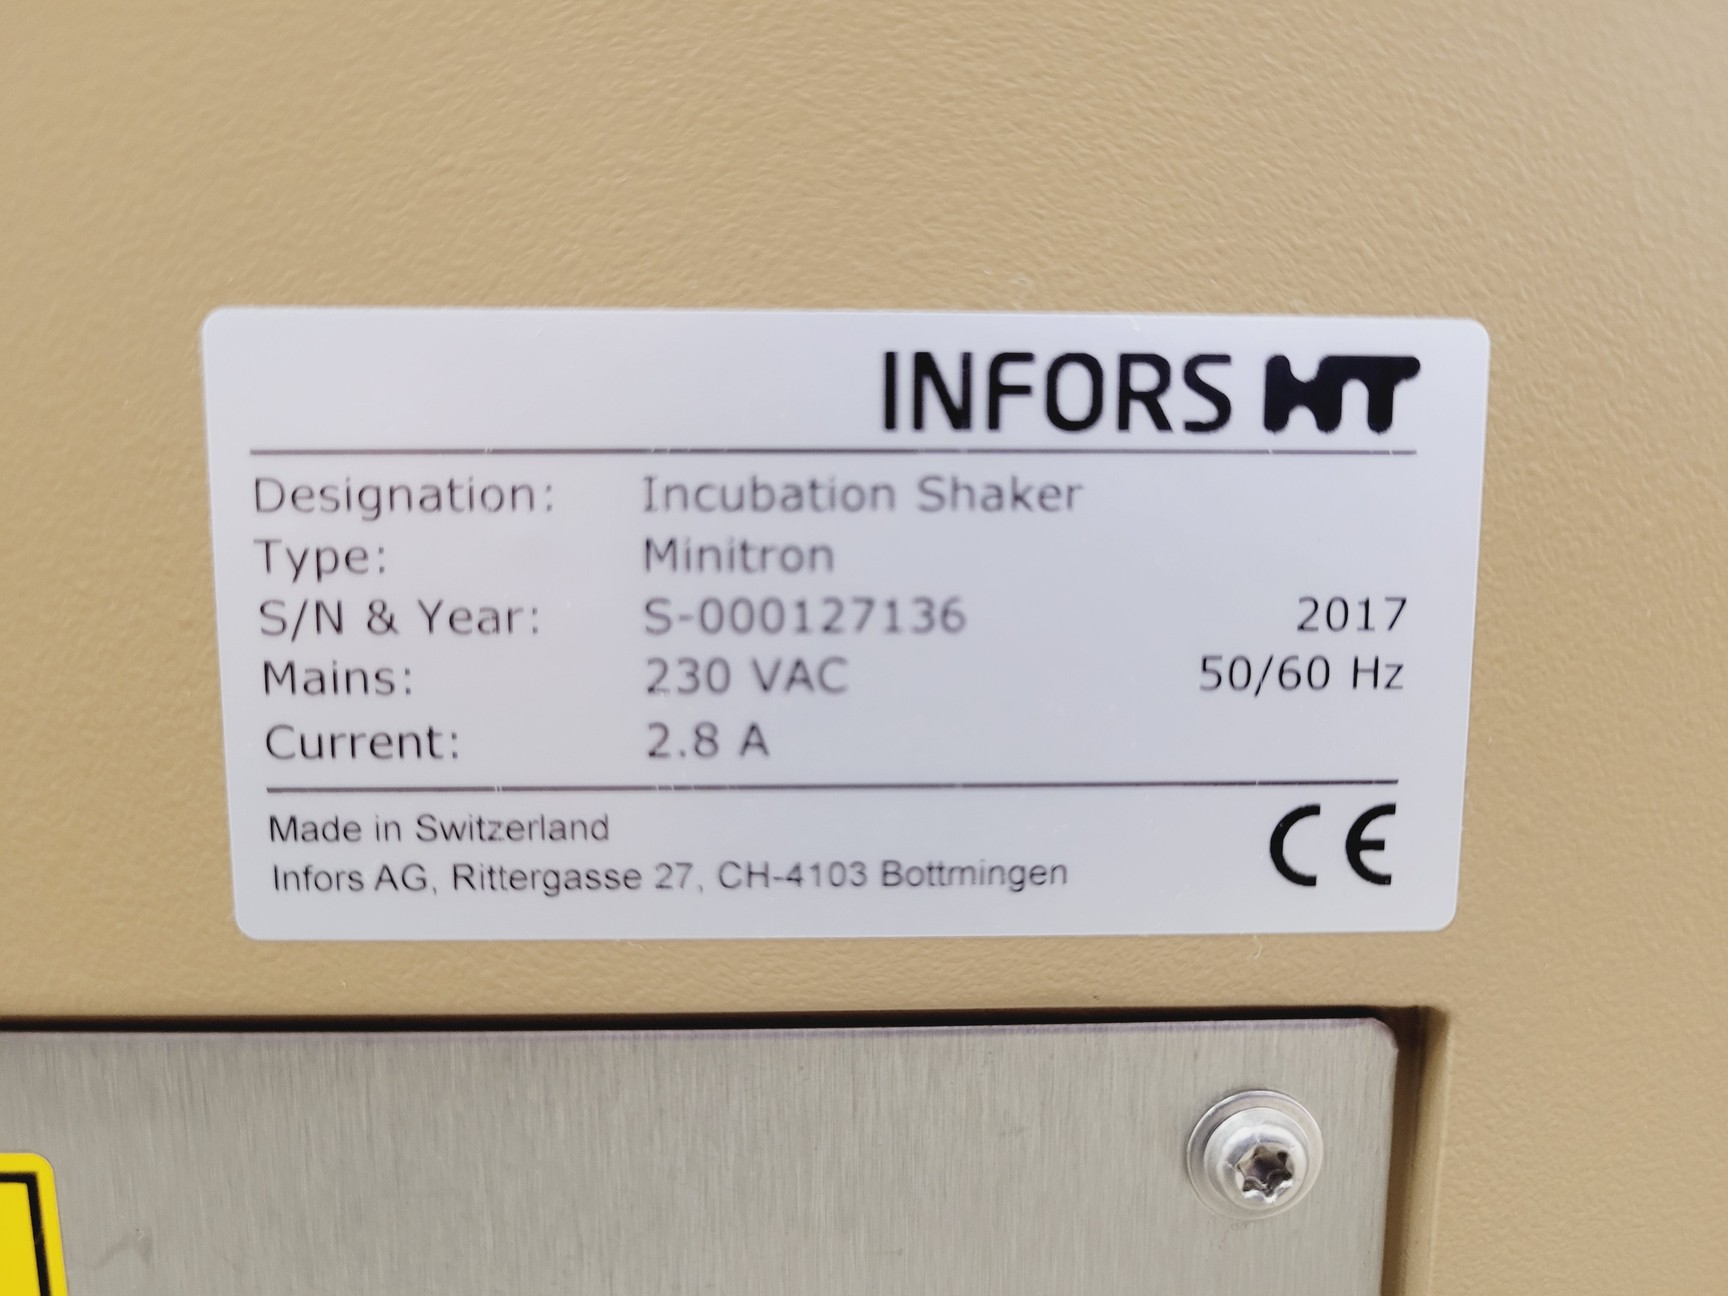 INFORS HT
Designation: Incubation Shaker
Type: Minitron
S/N & Year: S-000127136 2017
Mains: 230 VAC 50/60 Hz
Current: 2.8 A
Made in Switzerland
Infors AG, Rittergasse 27, CH-4103 Bottmingen
CE